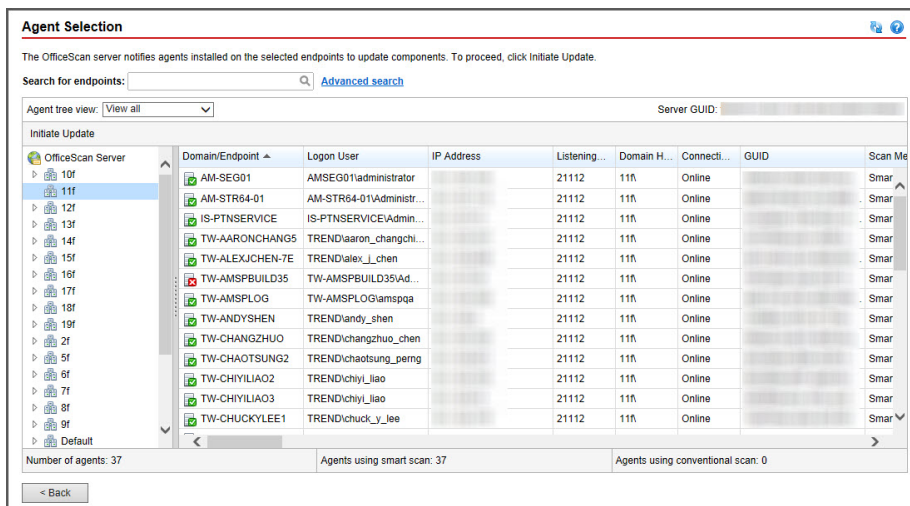 Agent Selection
The OfficeScan server notifies agents installed on the selected endpoints to update components. To proceed, click Initiate Update.
Search for endpoints: Advanced search
Agent tree view: View all Server GUID:
Initiate Update
OfficeScan Server
10f
11f
12f
13f
14f
15f
16f
17f
18f
19f
2f
5f
6f
7f
8f
9f
Default
Domain/Endpoint Logon User IP Address Listening... Domain H... Connecti... GUID Scan Me
AM-SEG01 AMSEG01\administrator 21112 11f\ Online Smar
AM-STR64-01 AM-STR64-01\Administr... 21112 11f\ Online Smar
IS-PTNSERVICE IS-PTNSERVICE\Admin... 21112 11f\ Online Smar
TW-AARONCHANG5 TREND\aaron_changchi... 21112 11f\ Online Smar
TW-ALEXJCHEN-7E TREND\alex_j_chen 21112 11f\ Online Smar
TW-AMSPBUILD35 TW-AMSPBUILD35\Ad... 21112 11f\ Online Smar
TW-AMSPLOG TW-AMSPLOG\amspqa 21112 11f\ Online Smar
TW-ANDYSHEN TREND\andy_shen 21112 11f\ Online Smar
TW-CHANGZHUO TREND\changzhuo_chen 21112 11f\ Online Smar
TW-CHAOTSUNG2 TREND\chaotsung_perng 21112 11f\ Online Smar
TW-CHIYILIAO2 TREND\chiyi_liao 21112 11f\ Online Smar
TW-CHIYILIAO3 TREND\chiyi_liao 21112 11f\ Online Smar
TW-CHUCKYLEE1 TREND\chuck_y_lee 21112 11f\ Online Smar
Number of agents: 37 Agents using smart scan: 37 Agents using conventional scan: 0
< Back